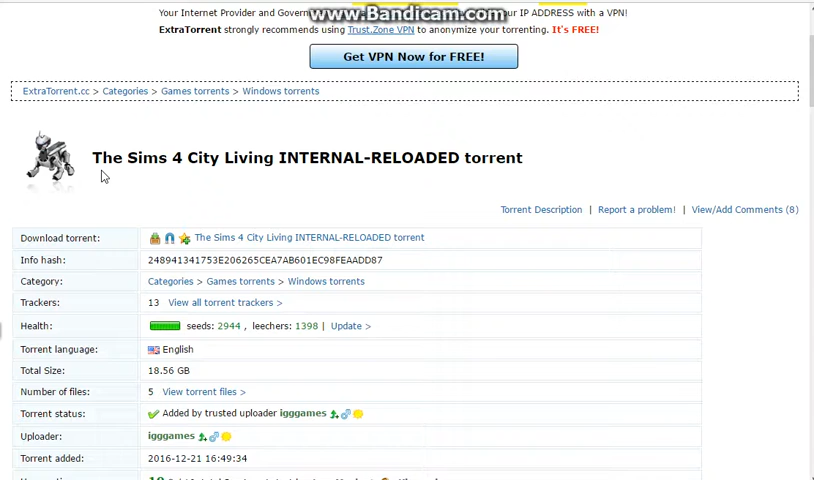 www.Bandicam.com
Your Internet Provider and Govern
ur IP ADDRESS with a VPN!
ExtraTorrent strongly recommends using Trust.Zone VPN to anonymize your torrenting. It's FREE!
Get VPN Now for FREE!
ExtraTorrent.cc > Categories > Games torrents > Windows torrents
The Sims 4 City Living INTERNAL-RELOADED torrent
Torrent Description | Report a problem! | View/Add Comments (8)
Download torrent: The Sims 4 City Living INTERNAL-RELOADED torrent
Info hash: 248941341753E206265CEA7AB601EC98FEAADD87
Category: Categories > Games torrents > Windows torrents
Trackers: 13 View all torrent trackers >
Health: seeds: 2944 , leechers: 1398 | Update >
Torrent language: English
Total Size: 18.56 GB
Number of files: 5 View torrent files >
Torrent status: Added by trusted uploader igggames
Uploader: igggames
Torrent added: 2016-12-21 16:49:34